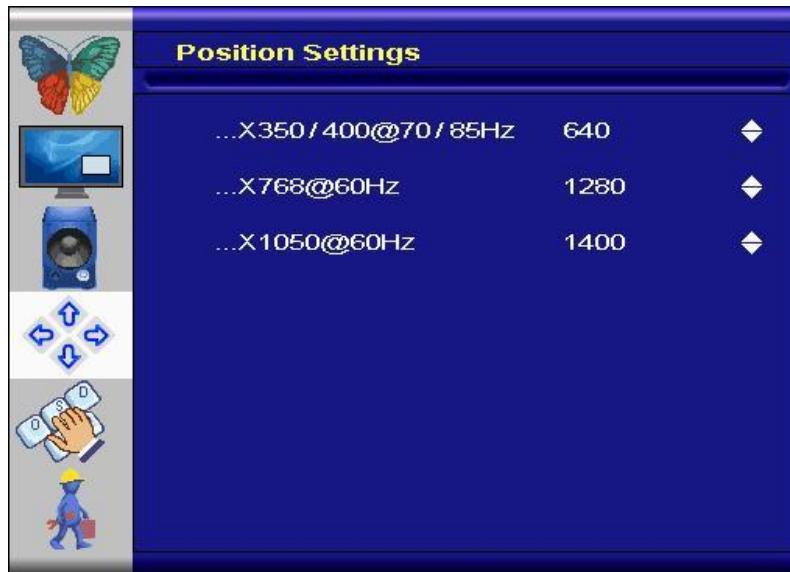 Position Settings
...X350/400@70/85Hz 640
...X768@60Hz 1280
...X1050@60Hz 1400
O S D